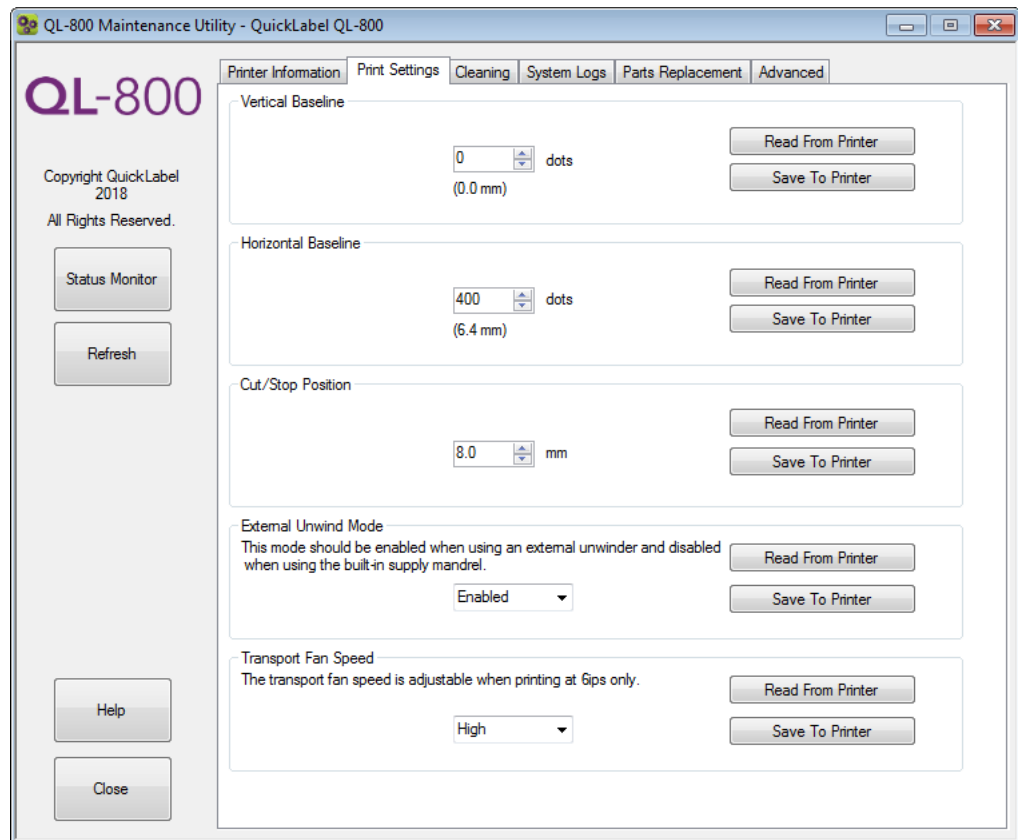 QL-800 Maintenance Utility - QuickLabel QL-800
QL-800
Copyright QuickLabel
2018
All Rights Reserved.
Status Monitor
Refresh
Help
Close
Printer Information Print Settings Cleaning System Logs Parts Replacement Advanced
Vertical Baseline
0 dots
(0.0 mm)
Read From Printer
Save To Printer
Horizontal Baseline
400 dots
(6.4 mm)
Read From Printer
Save To Printer
Cut/Stop Position
8.0 mm
Read From Printer
Save To Printer
External Unwind Mode
This mode should be enabled when using an external unwinder and disabled
when using the built-in supply mandrel.
Enabled
Read From Printer
Save To Printer
Transport Fan Speed
The transport fan speed is adjustable when printing at 6ips only.
High
Read From Printer
Save To Printer